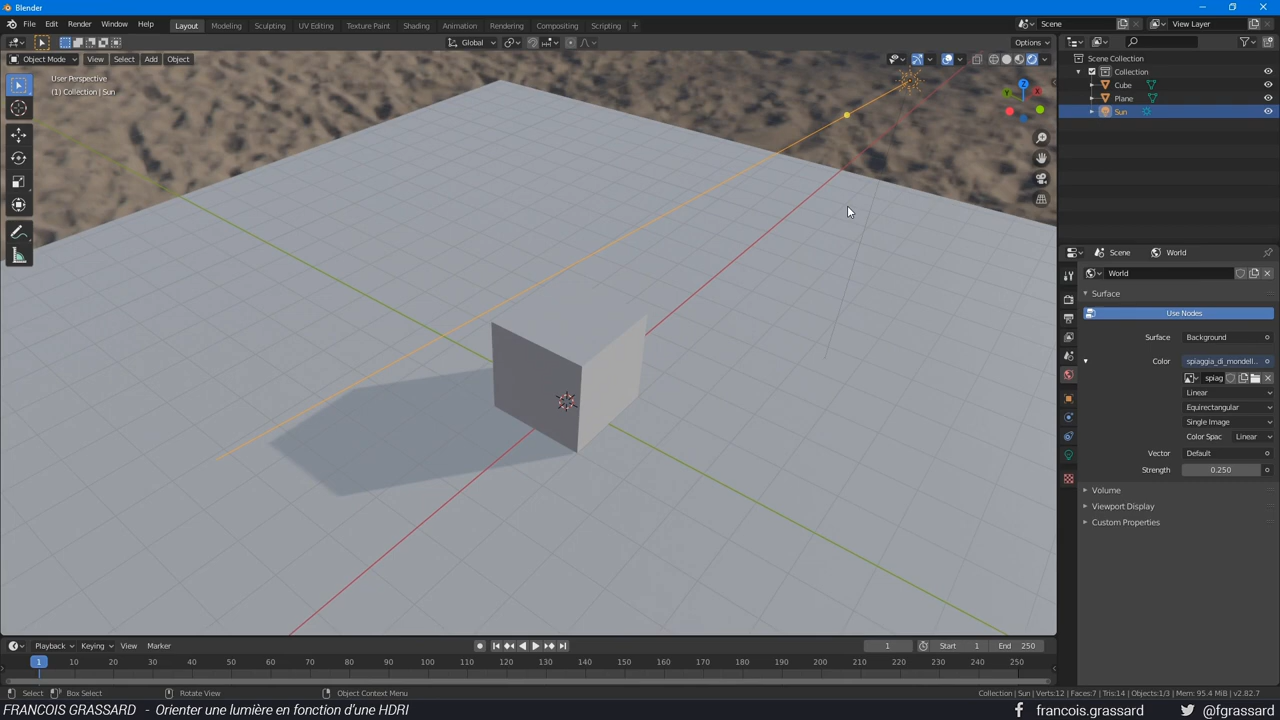 Blender
File Edit Render Window Help Layout Modeling Sculpting UV Editing Texture Paint Shading Animation Rendering Compositing Scripting + Scene View Layer
Global Options
Object Mode View Select Add Object
User Perspective
(1) Collection | Sun
Scene Collection
Collection
Cube
Plane
Sun
Scene World
World
Surface
Use Nodes
Surface Background
Color spiaggia_di_mondell..
spiag
Linear
Equirectangular
Single Image
Color Spac Linear
Vector Default
Strength 0.250
Volume
Viewport Display
Custom Properties
Playback Keying View Marker 1 Start 1 End 250
1 10 20 30 40 50 60 70 80 90 100 110 120 130 140 150 160 170 180 190 200 210 220 230 240 250
Select Box Select Rotate View Object Context Menu Collection | Sun | Verts:12 | Faces:7 | Tris:14 | Objects:1/3 | Mem: 95.4 MiB | v2.82.7
FRANCOIS GRASSARD - Orienter une lumière en fonction d'une HDRI francois.grassard @fgrassard